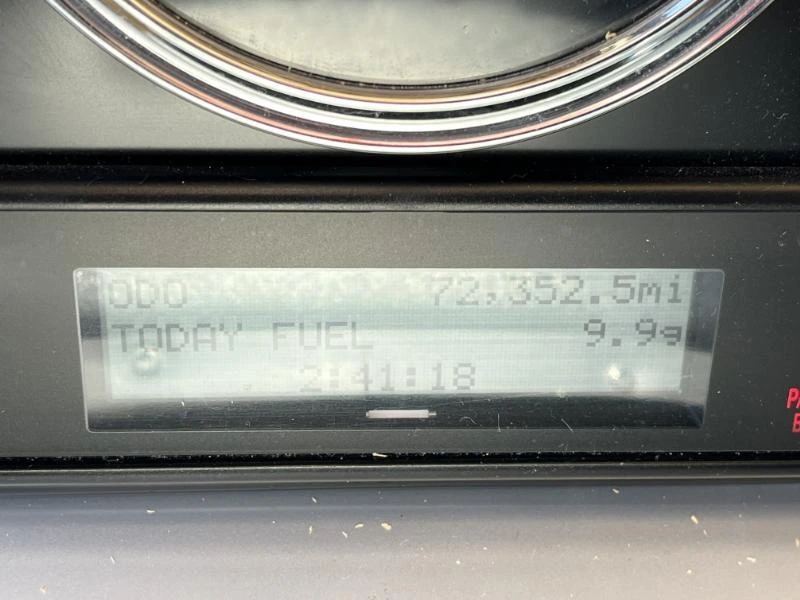 ODO 72,352.5mi
TODAY FUEL 9.9g
2:41:18